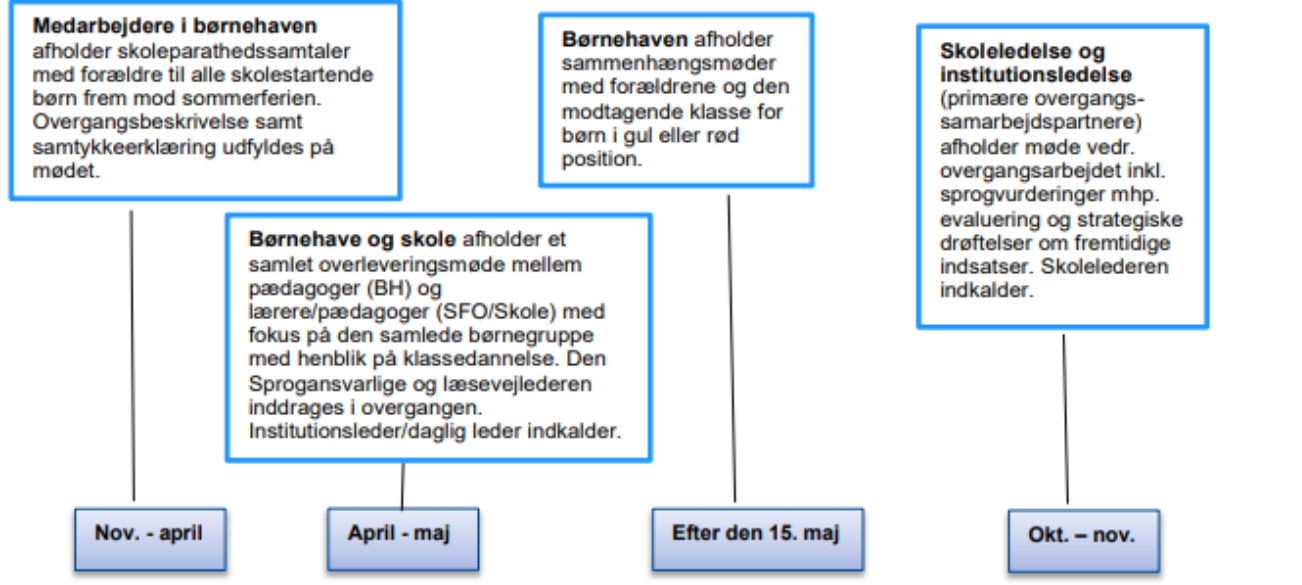 Medarbejdere i børnehaven
afholder skoleparathedssamtaler
med forældre til alle skolestartende
børn frem mod sommerferien.
Overgangsbeskrivelse samt
samtykkeerklæring udfyldes på
mødet.
Børnehave og skole afholder et
samlet overleveringsmøde mellem
pædagoger (BH) og
lærere/pædagoger (SFO/Skole) med
fokus på den samlede børnegruppe
med henblik på klassedannelse. Den
Sprogansvarlige og læsevejlederen
inddrages i overgangen.
Institutionsleder/daglig leder indkalder.
Børnehaven afholder
sammenhængsmøder
med forældrene og den
modtagende klasse for
børn i gul eller rød
position.
Skoleledelse og
institutionsledelse
(primære overgangs-
samarbejdspartnere)
afholder møde vedr.
overgangsarbejdet inkl.
sprogvurderinger mhp.
evaluering og strategiske
drøftelser om fremtidige
indsatser. Skolelederen
indkalder.
Nov. - april
April - maj
Efter den 15. maj
Okt. – nov.